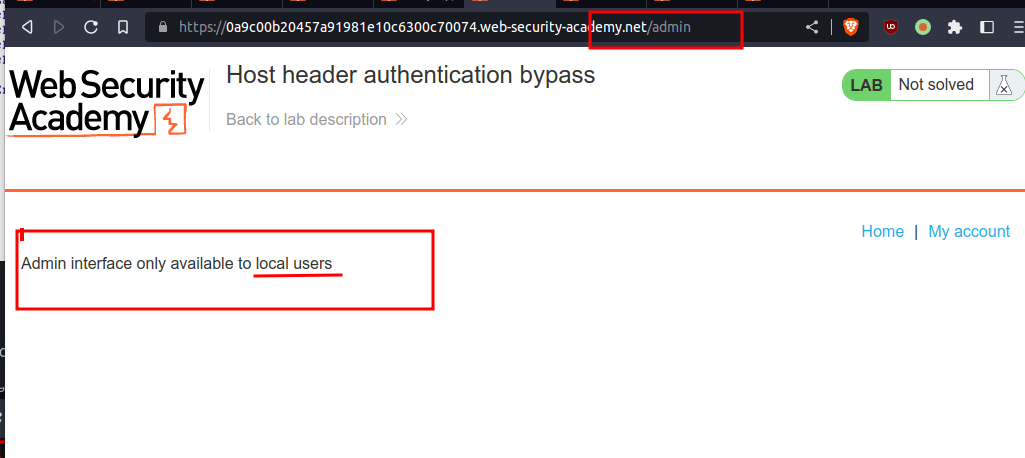 https://0a9c00b20457a91981e10c6300c70074.web-security-academy.net/admin
Web Security
Academy
Host header authentication bypass
Back to lab description
LAB Not solved
Home | My account
Admin interface only available to local users